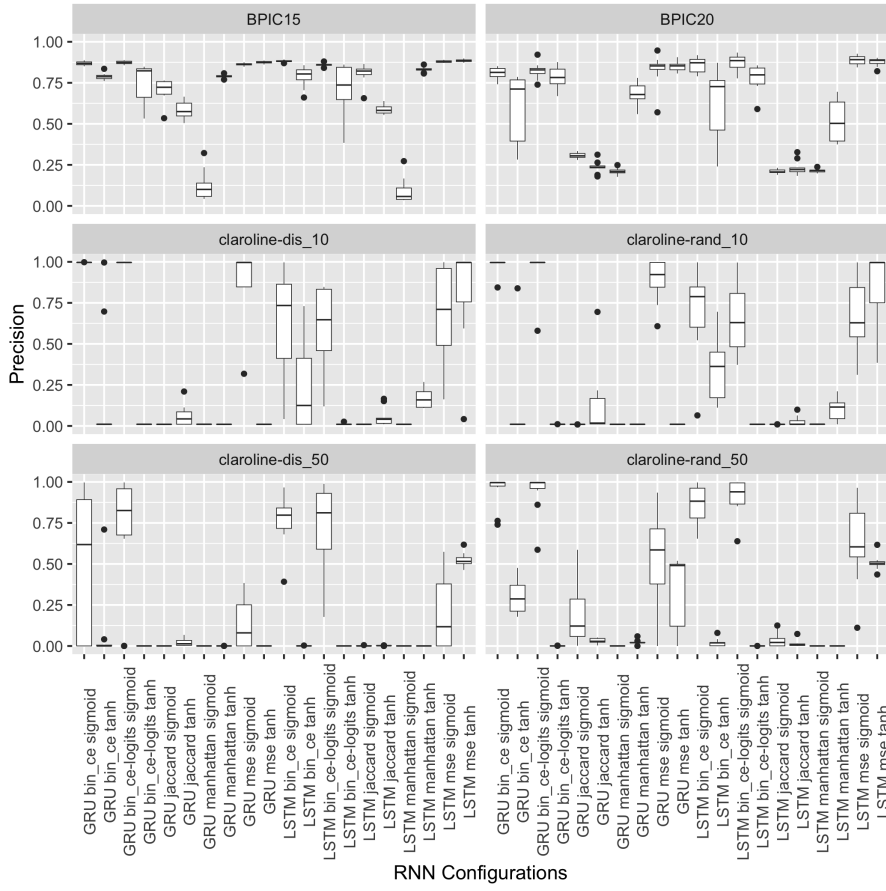 BPIC15
BPIC20
1.00
0.75
0.50
0.25
0.00
claroline-dis_10
claroline-rand_10
1.00
0.75
0.50
0.25
0.00
claroline-dis_50
claroline-rand_50
1.00
0.75
0.50
0.25
0.00
Precision
GRU bin_ce sigmoid
GRU bin_ce tanh
GRU bin_ce-logits sigmoid
GRU bin_ce-logits tanh
GRU jaccard sigmoid
GRU jaccard tanh
GRU manhattan sigmoid
GRU manhattan tanh
GRU mse sigmoid
GRU mse tanh
LSTM bin_ce sigmoid
LSTM bin_ce tanh
LSTM bin_ce-logits sigmoid
LSTM bin_ce-logits tanh
LSTM jaccard sigmoid
LSTM jaccard tanh
LSTM manhattan sigmoid
LSTM manhattan tanh
LSTM mse sigmoid
LSTM mse tanh
GRU bin_ce sigmoid
GRU bin_ce tanh
GRU bin_ce-logits sigmoid
GRU bin_ce-logits tanh
GRU jaccard sigmoid
GRU jaccard tanh
GRU manhattan sigmoid
GRU manhattan tanh
GRU mse sigmoid
GRU mse tanh
LSTM bin_ce sigmoid
LSTM bin_ce tanh
LSTM bin_ce-logits sigmoid
LSTM bin_ce-logits tanh
LSTM jaccard sigmoid
LSTM jaccard tanh
LSTM manhattan sigmoid
LSTM manhattan tanh
LSTM mse sigmoid
LSTM mse tanh
RNN Configurations